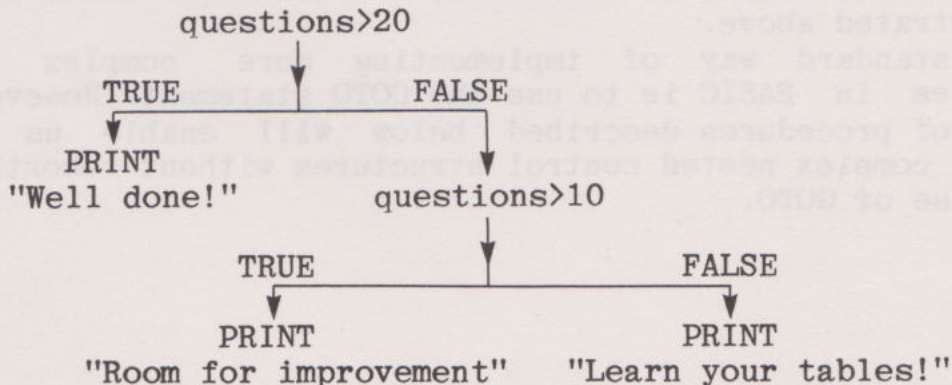 questions>20
TRUE FALSE
PRINT
"Well done!" questions>10
TRUE FALSE
PRINT PRINT
"Room for improvement" "Learn your tables!"